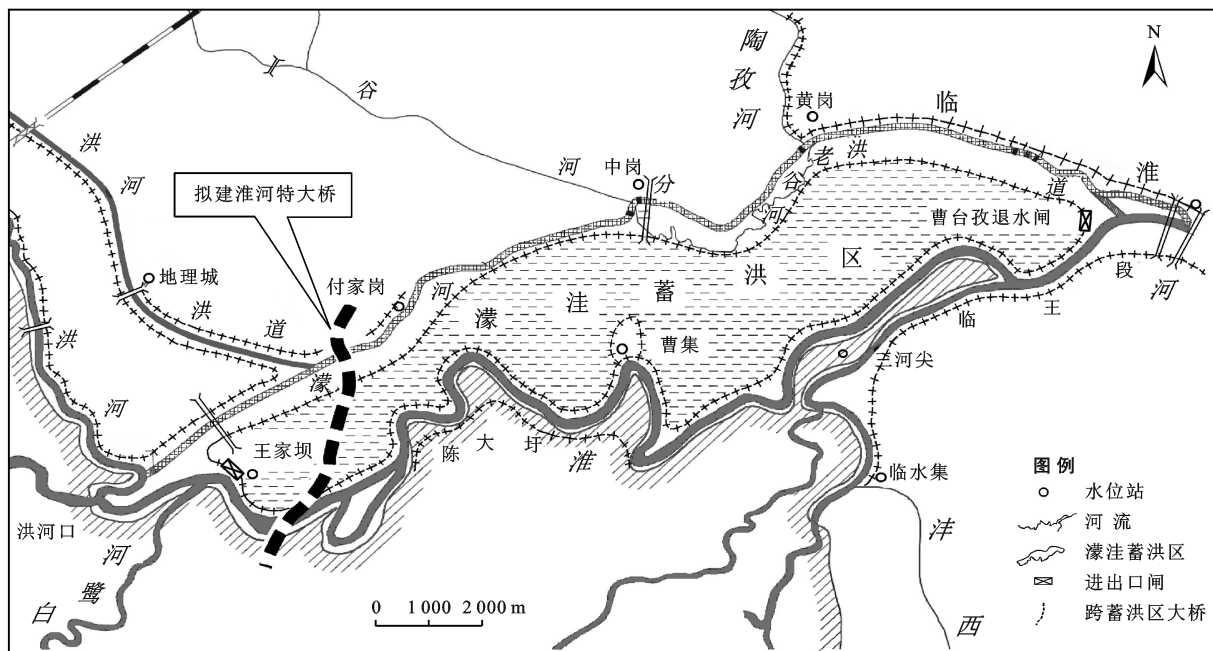 N
陶孜河
黄岗
临淮
谷河
中岗
分洪道
老谷河
洪河
洪道
地理城
拟建淮河特大桥
付家岗
濛河
濛洼蓄洪区
曹台孜退水闸
曹集
临王段
淮河
三河尖
洪河
王家坝
陈大圩
临水集
洪河口
白鹭河
沣西
0 1 000 2 000 m
图例
水位站
河流
濛洼蓄洪区
进出口闸
跨蓄洪区大桥